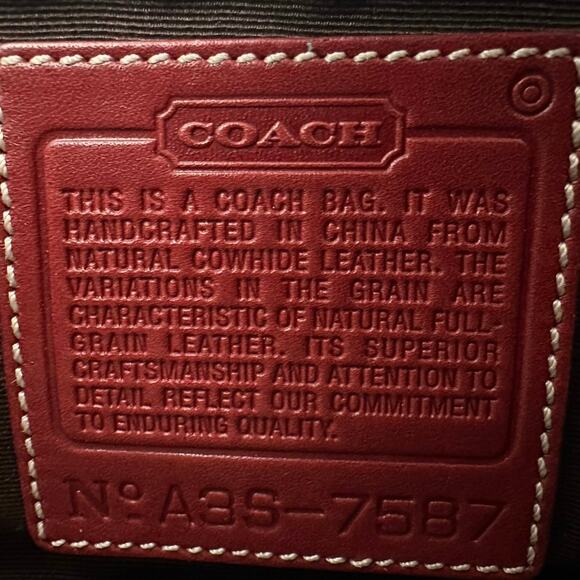 COACH
THIS IS A COACH BAG. IT WAS
HANDCRAFTED IN CHINA FROM
NATURAL COWHIDE LEATHER. THE
VARIATIONS IN THE GRAIN ARE
CHARACTERISTIC OF NATURAL FULL-
GRAIN LEATHER. ITS SUPERIOR
CRAFTSMANSHIP AND ATTENTION TO
DETAIL REFLECT OUR COMMITMENT
TO ENDURING QUALITY.
No A3S-7587